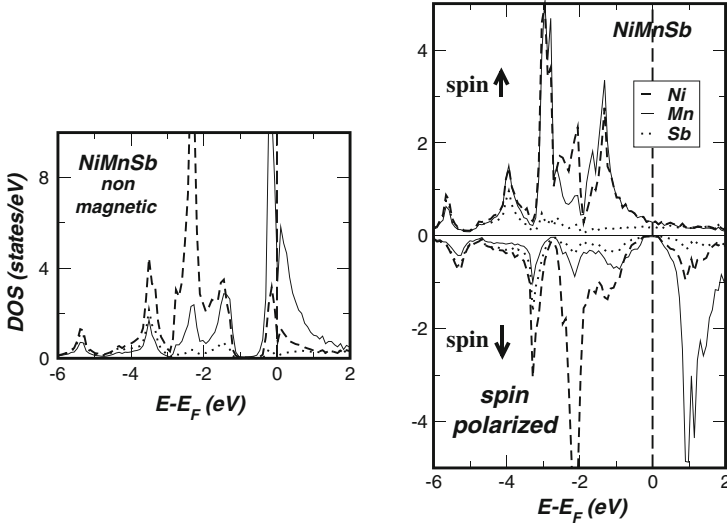 NiMnSb
non
magnetic
DOS (states/eV)
8
4
0
-6
-4
-2
0
2
E-E_F (eV)
NiMnSb
spin
Ni
Mn
Sb
4
2
0
0
-2
-4
spin
spin
polarized
-6
-4
-2
0
2
E-E_F (eV)